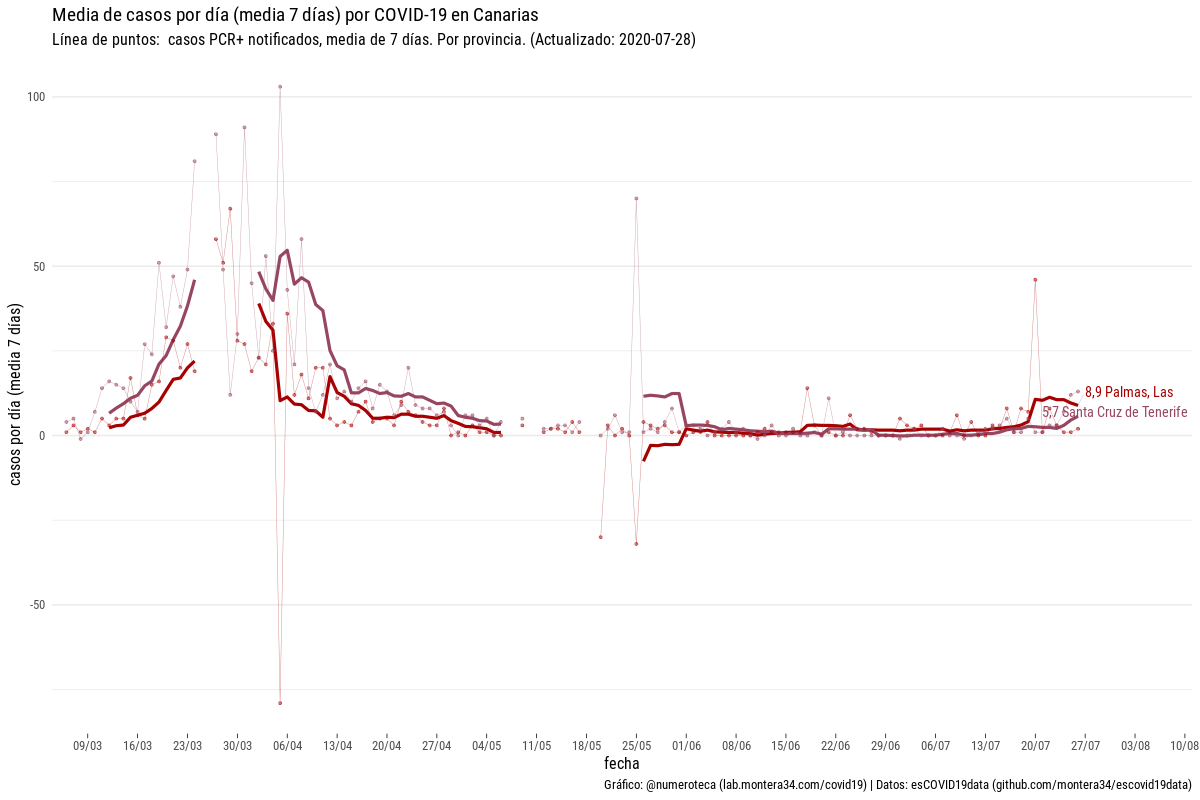 Media de casos por día (media 7 días) por COVID-19 en Canarias
Línea de puntos:  casos PCR+ notificados, media de 7 días. Por provincia. (Actualizado: 2020-07-28)
casos por día (media 7 días)
100
50
0
-50
8,9 Palmas, Las
5,7 Santa Cruz de Tenerife
09/03 16/03 23/03 30/03 06/04 13/04 20/04 27/04 04/05 11/05 18/05 25/05 01/06 08/06 15/06 22/06 29/06 06/07 13/07 20/07 27/07 03/08 10/08
fecha
Gráfico: @numeroteca (lab.montera34.com/covid19) | Datos: esCOVID19data (github.com/montera34/escovid19data)